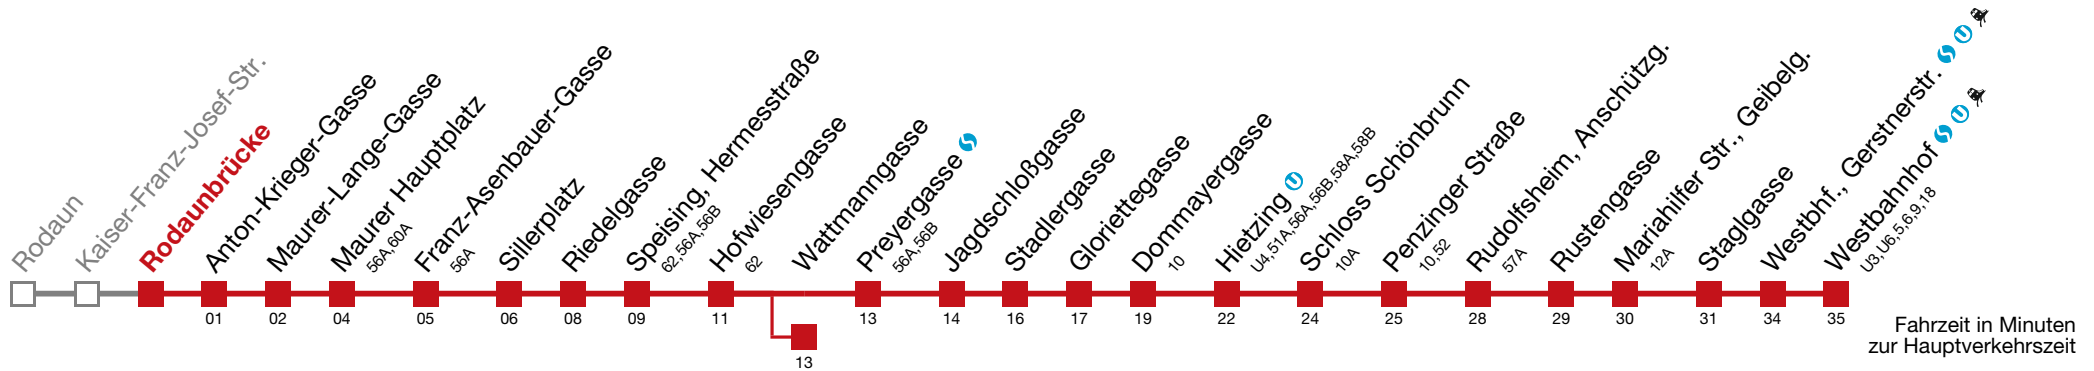 Rodaun
Kaiser-Franz-Josef-Str.
Rodaunbrücke
Anton-Krieger-Gasse
01
Maurer-Lange-Gasse
02
Maurer Hauptplatz
56A,60A
04
Franz-Asenbauer-Gasse
56A
05
Sillerplatz
06
Riedelgasse
08
Speising, Hermesstraße
62,56A,56B
09
Hofwiesengasse
62
11
Wattmanngasse
13
Preyergasse
56A,56B
13
Jagdschloßgasse
14
Stadlergasse
16
Gloriettegasse
17
Dommayergasse
10
19
Hietzing U
U4,51A,56A,56B,58A,58B
22
Schloss Schönbrunn
10A
24
Penzinger Straße
10,52
25
Rudolfsheim, Anschützg.
57A
28
Rustengasse
29
Mariahilfer Str., Geibelg.
12A
30
Staglgasse
31
Westbhf., Gerstnerstr. U
34
Westbahnhof U
U3,U6,5,6,9,18
35
Fahrzeit in Minuten
zur Hauptverkehrszeit